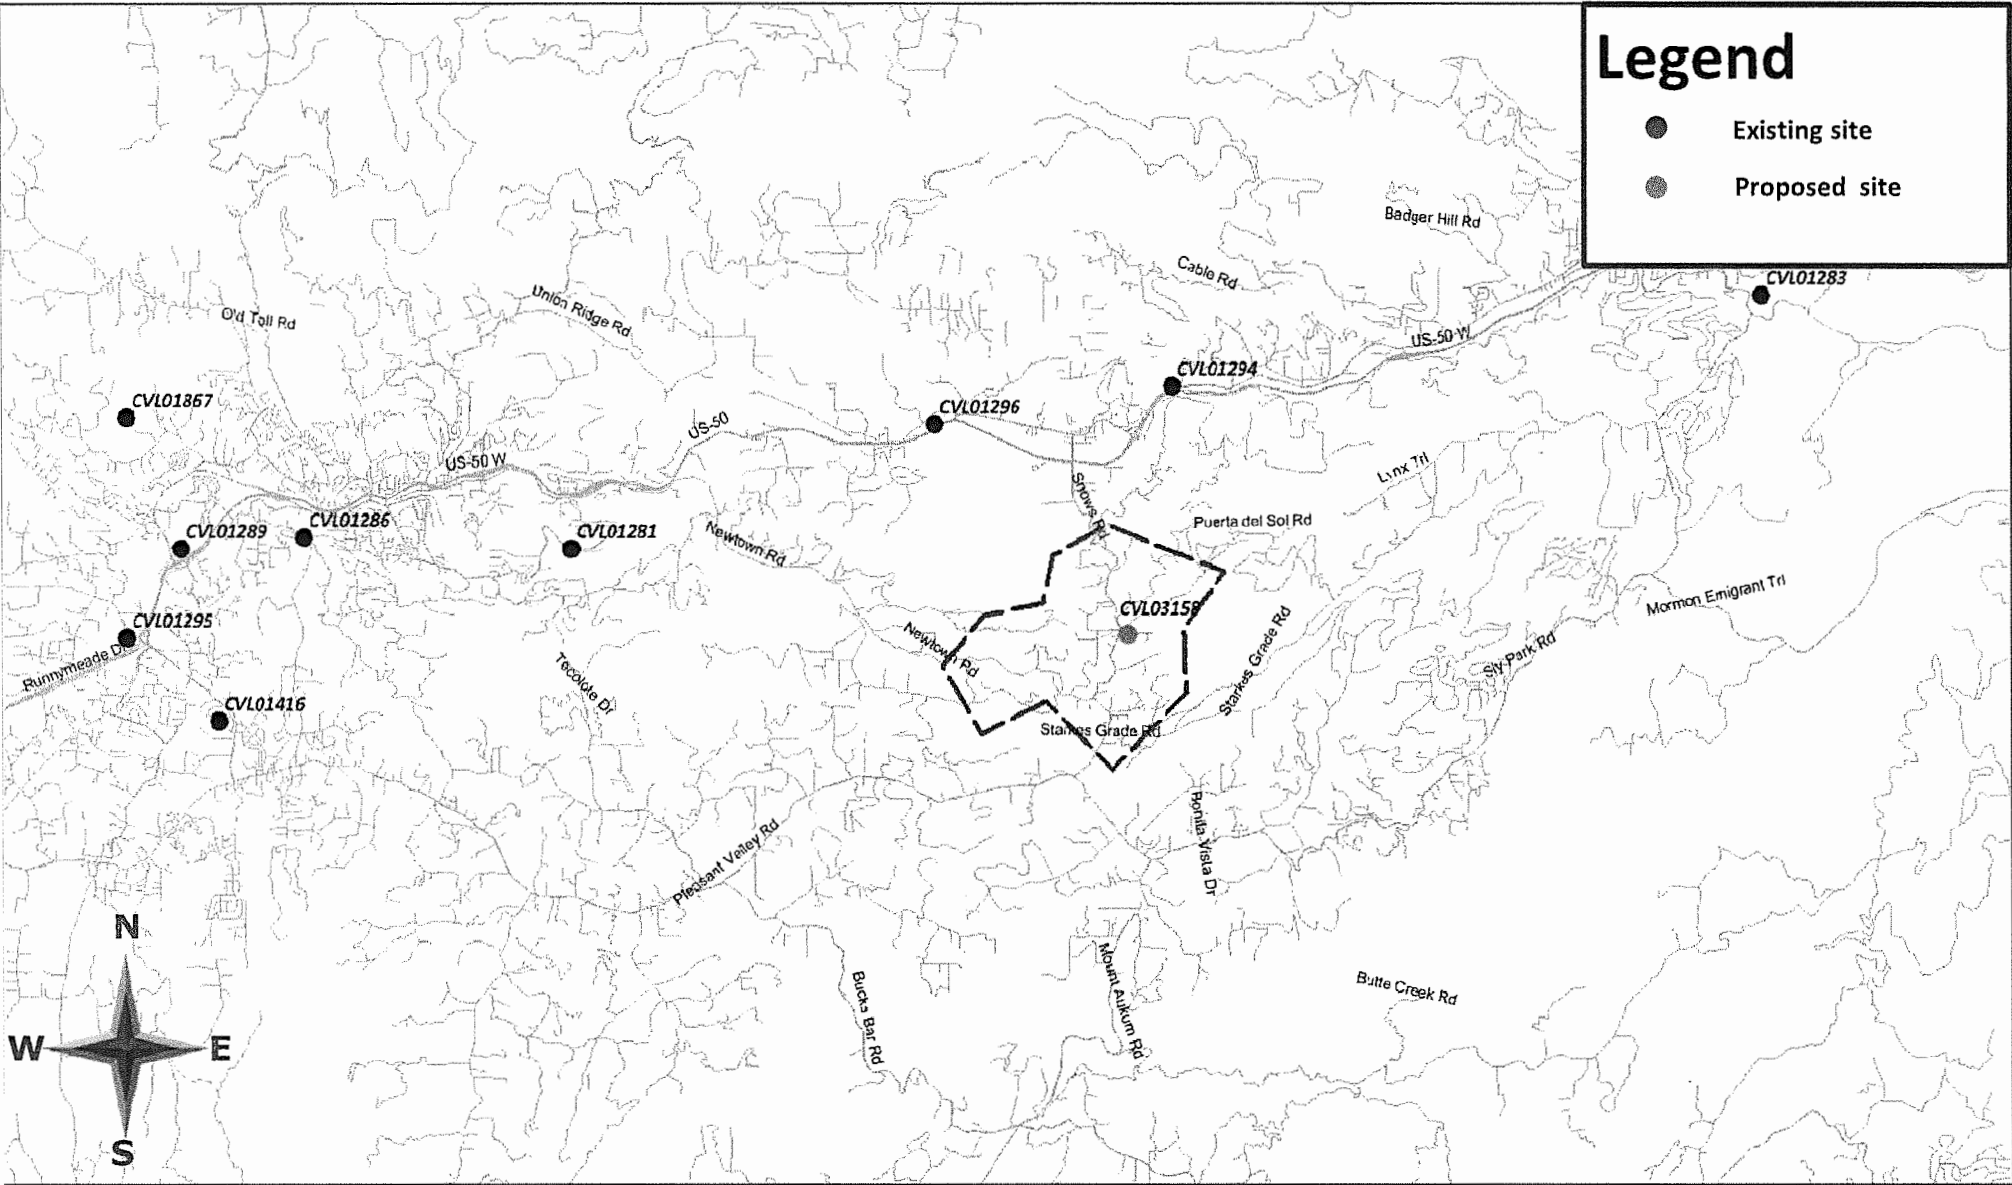 Legend
Existing site
Proposed site
Badger Hill Rd
Cable Rd
CVL01283
Union Ridge Rd
Old Toll Rd
US-50 W
CVL01294
CVL01867
CVL01296
US-50
US-50 W
Lynx Trl
Snows Rd
CVL01289
CVL01286
CVL01281
Newtown Rd
Puerta del Sol Rd
Mormon Emigrant Trl
CVL03158
CVL01295
Runnymeade Dr
Newtown Rd
Starkes Grade Rd
Sly Park Rd
Tecolote Dr
CVL01416
Starkes Grade Rd
Pleasant Valley Rd
Bonita Vista Dr
N
W
E
S
Bucks Bar Rd
Mount Aukum Rd
Butte Creek Rd